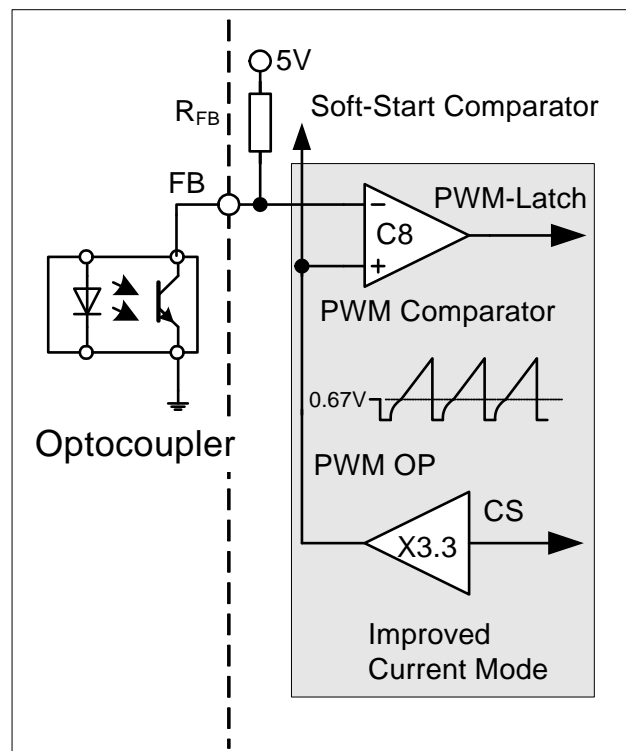 5V
R_FB
Soft-Start Comparator
FB
−
C8
+
PWM-Latch
PWM Comparator
0.67V
Optocoupler
PWM OP
CS
X3.3
Improved
Current Mode